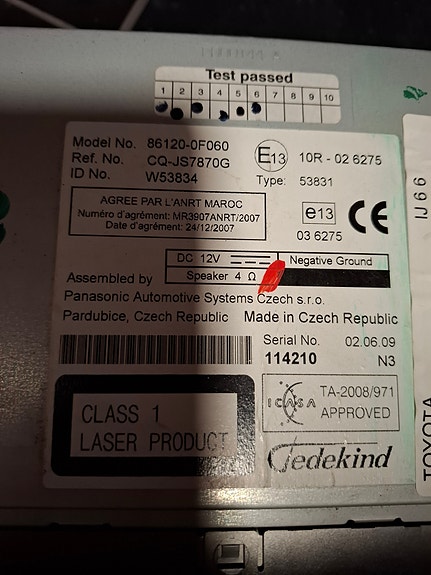 Test passed
1 2 3 4 5 6 7 8 9 10
Model No. 86120-0F060
Ref. No. CQ-JS7870G
ID No. W53834
E13 10R - 02 6275
Type: 53831
AGREE PAR L'ANRT MAROC
Numéro d'agrément: MR3907ANRT/2007
Date d'agrément: 24/12/2007
e13 CE
03 6275
DC 12V Negative Ground
Speaker 4 Ω
Assembled by
Panasonic Automotive Systems Czech s.r.o.
Pardubice, Czech Republic Made in Czech Republic
Serial No. 02.06.09
114210 N3
CLASS 1
LASER PRODUCT
ICASA TA-2008/971
APPROVED
Jedekind
IJ66
TOYOTA